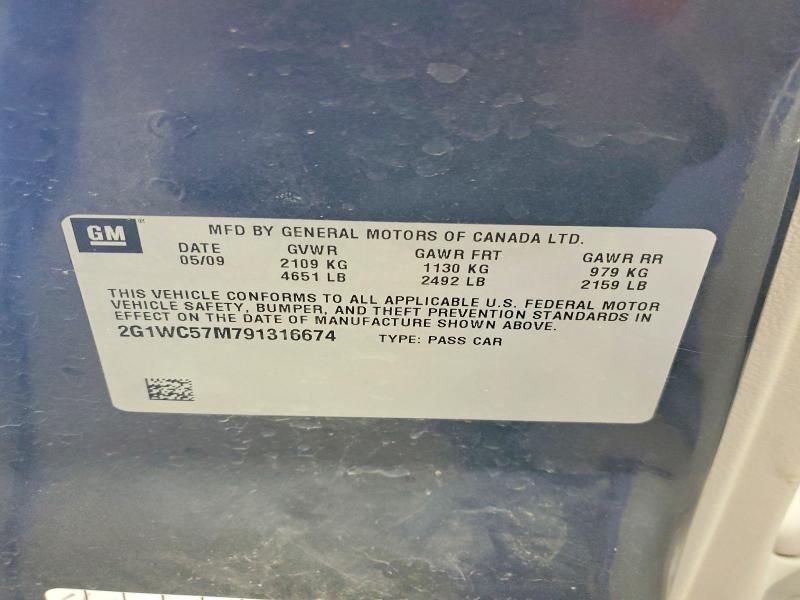 GM
MFD BY GENERAL MOTORS OF CANADA LTD.
DATE GVWR GAWR FRT GAWR RR
05/09 2109 KG 1130 KG 979 KG
4651 LB 2492 LB 2159 LB
THIS VEHICLE CONFORMS TO ALL APPLICABLE U.S. FEDERAL MOTOR
VEHICLE SAFETY, BUMPER, AND THEFT PREVENTION STANDARDS IN
EFFECT ON THE DATE OF MANUFACTURE SHOWN ABOVE.
2G1WC57M791316674 TYPE: PASS CAR